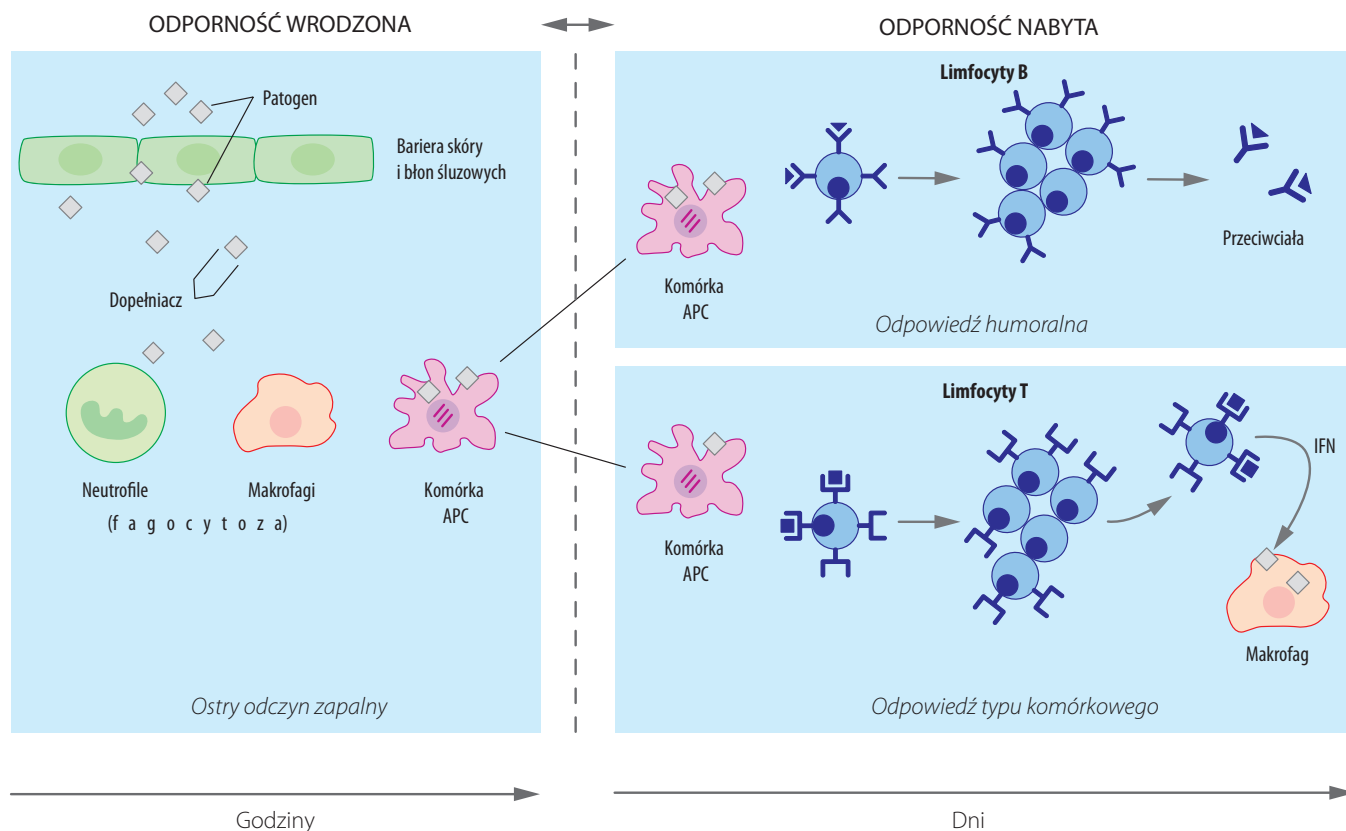 ODPORNOŚĆ WRODZONA
Patogen
Bariera skóry
i błon śluzowych
Dopełniacz
Neutrofile
Makrofagi
(fagocytoza)
Komórka
APC
Ostry odczyn zapalny
Godziny
ODPORNOŚĆ NABYTA
Limfocyty B
Komórka
APC
Przeciwciała
Odpowiedź humoralna
Limfocyty T
Komórka
APC
IFN
Makrofag
Odpowiedź typu komórkowego
Dni